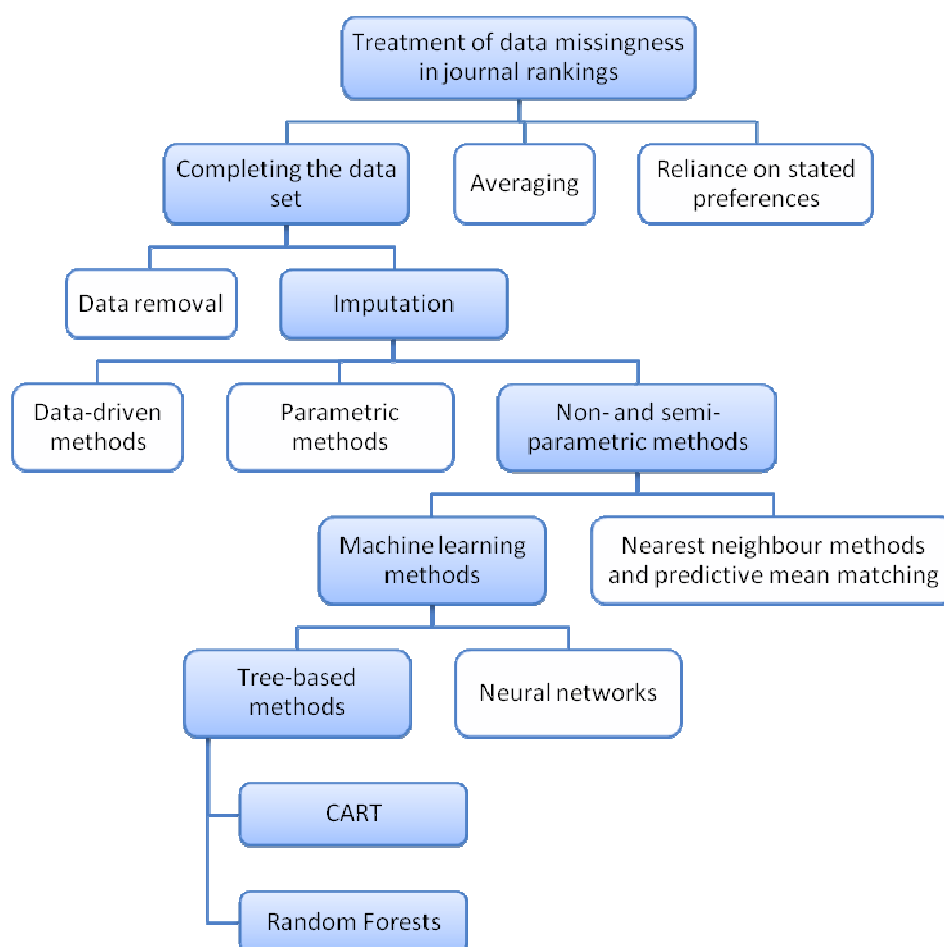 Treatment of data missingness
in journal rankings
Completing the data
set
Averaging
Reliance on stated
preferences
Data removal
Imputation
Data-driven
methods
Parametric
methods
Non- and semi-
parametric methods
Machine learning
methods
Nearest neighbour methods
and predictive mean matching
Tree-based
methods
Neural networks
CART
Random Forests